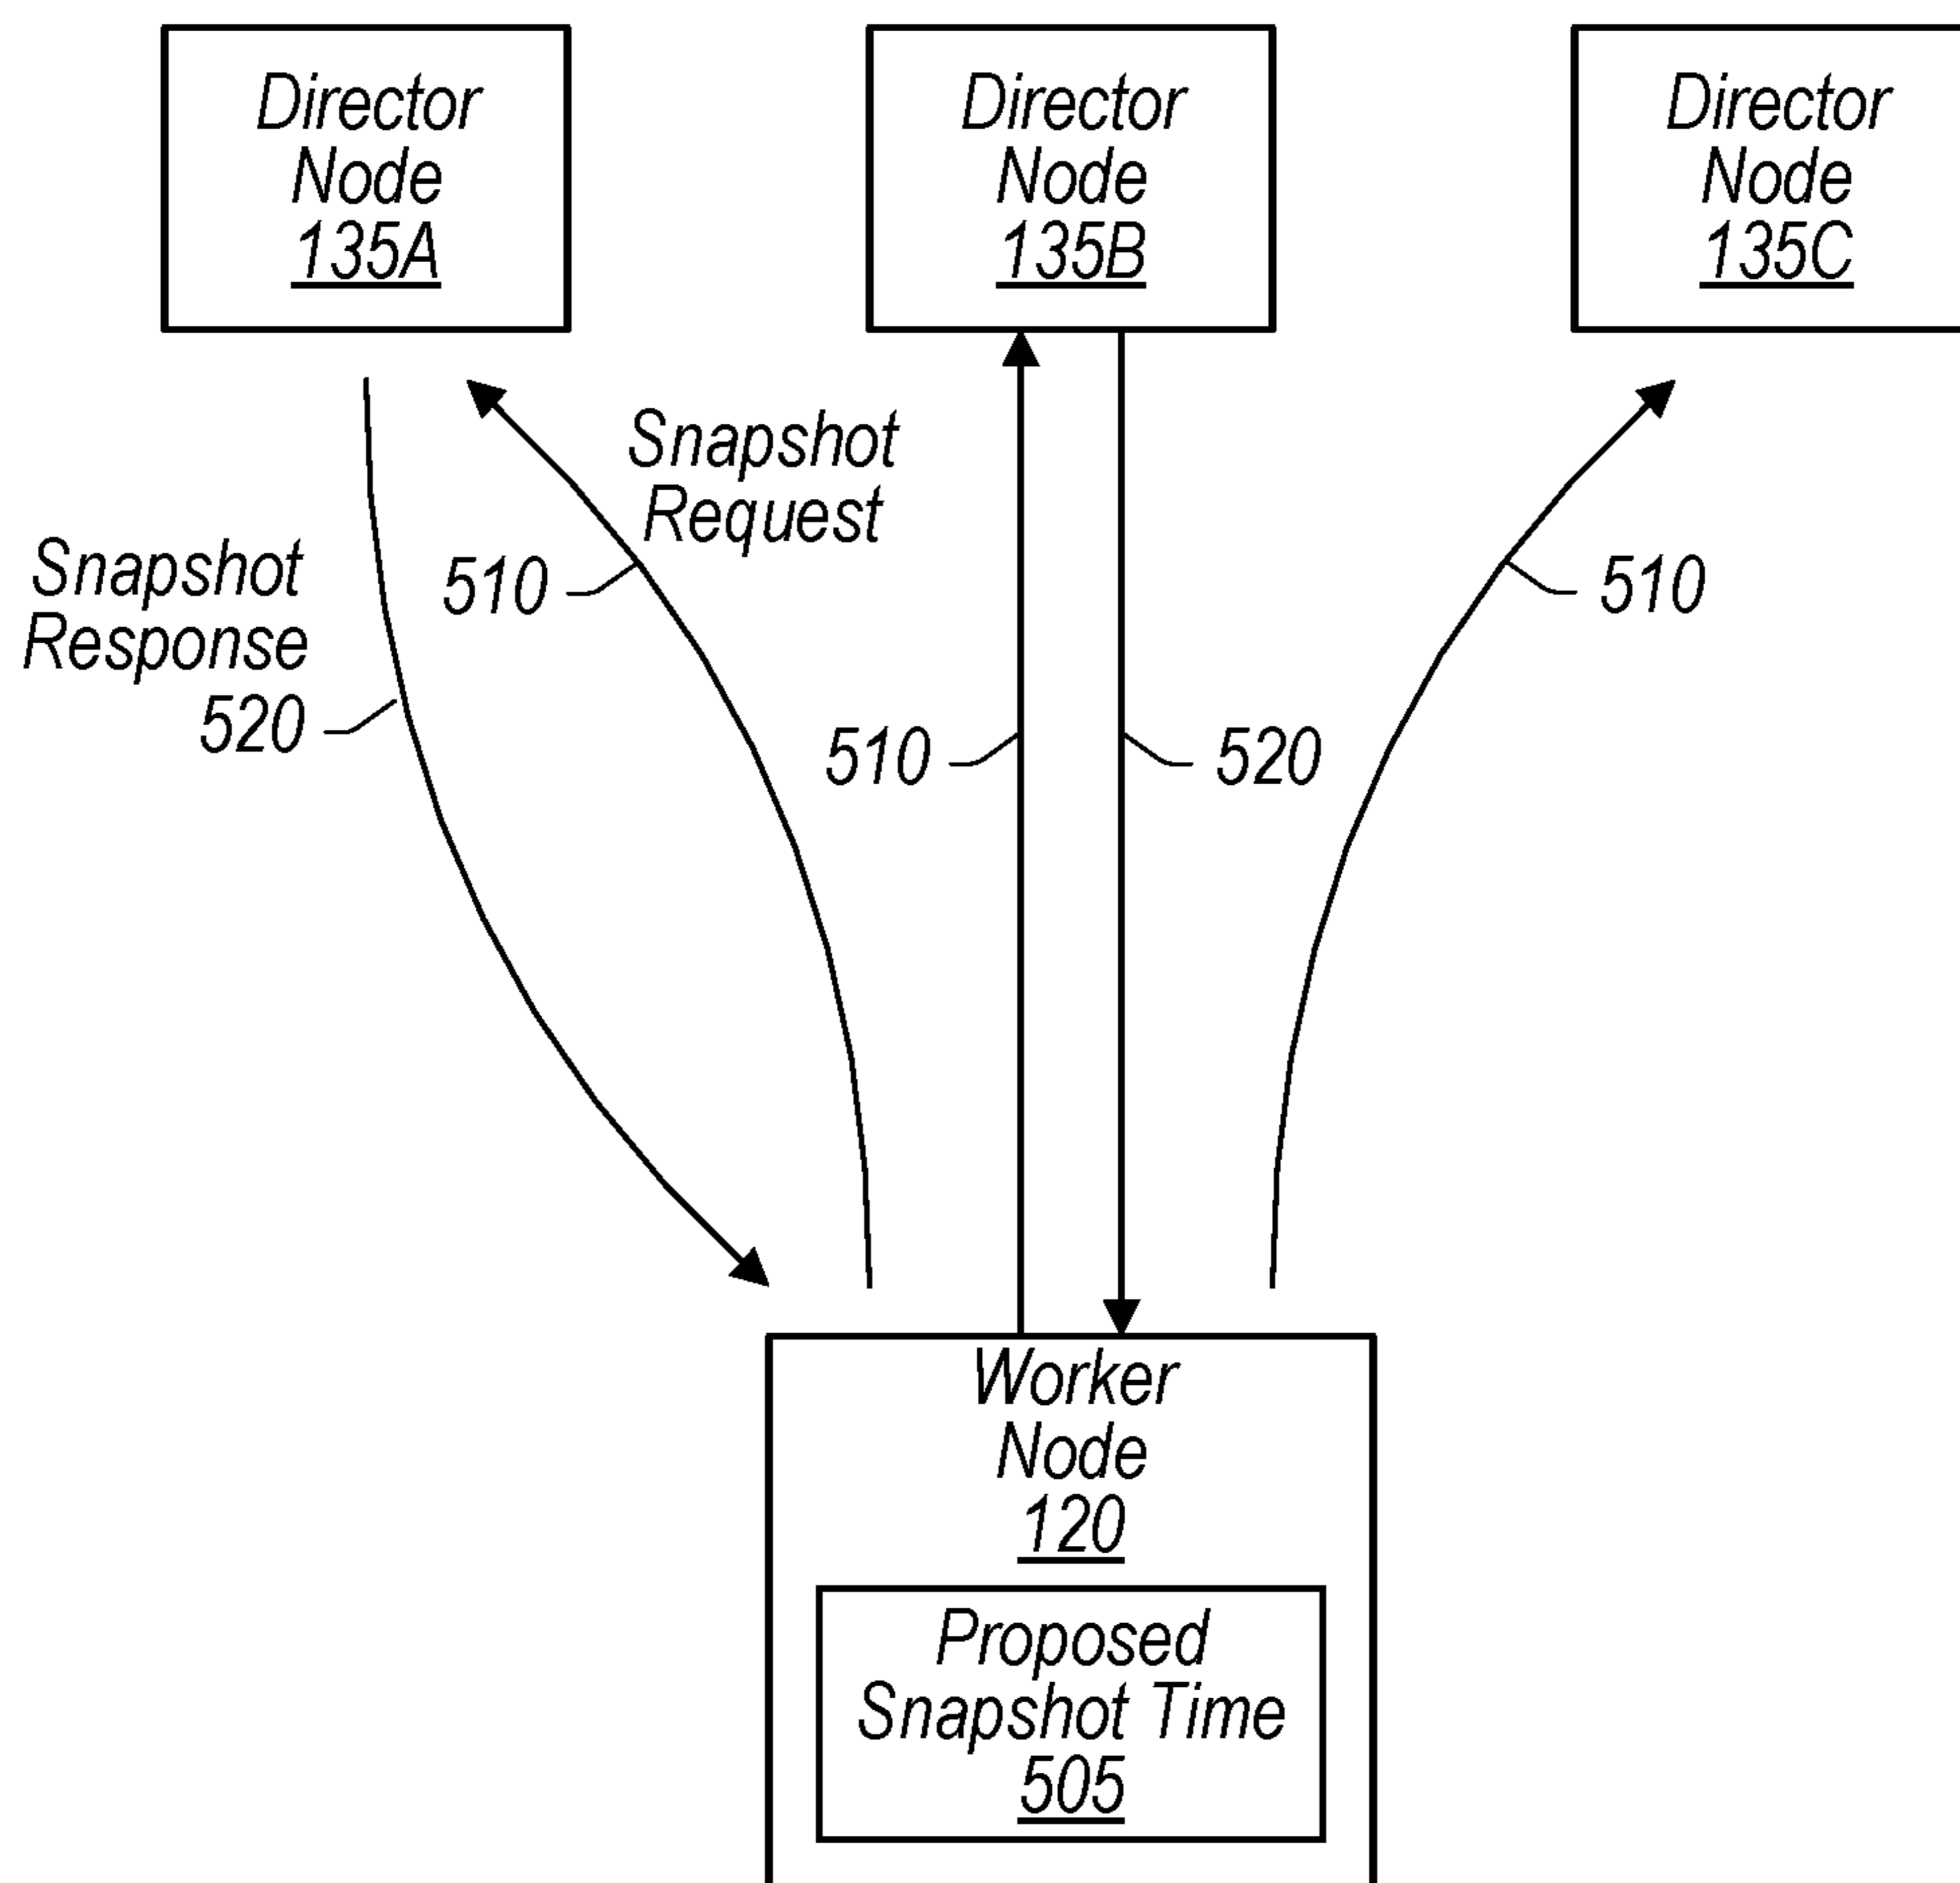 Director
Node
135A
Director
Node
135B
Director
Node
135C
Snapshot
Request
510
Snapshot
Response
520
510
510
520
Worker
Node
120
Proposed
Snapshot Time
505